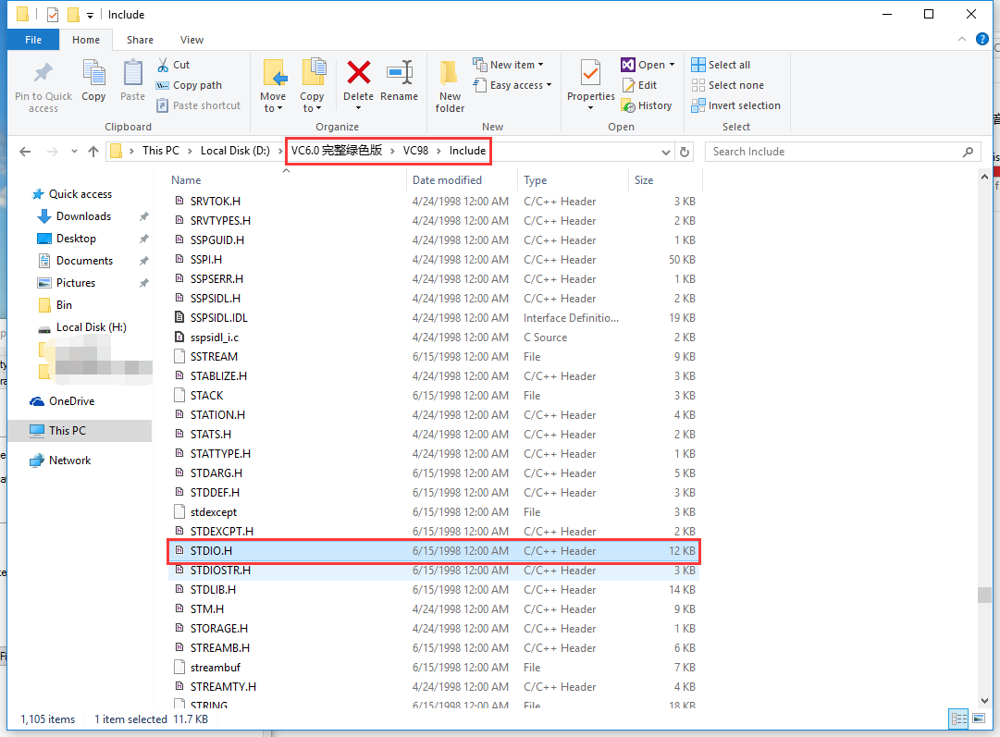 Include
File Home Share View
Pin to Quick access
Copy
Paste
Cut
Copy path
Paste shortcut
Clipboard
Move to
Copy to
Delete
Rename
Organize
New folder
New item
Easy access
New
Properties
Open
Edit
History
Open
Select all
Select none
Invert selection
Select
This PC Local Disk (D:) VC6.0 完整绿色版 VC98 Include
Search Include
Quick access
Downloads
Desktop
Documents
Pictures
Bin
Local Disk (H:)
OneDrive
This PC
Network
Name Date modified Type Size
SRVTOK.H 4/24/1998 12:00 AM C/C++ Header 3 KB
SRVTYPES.H 4/24/1998 12:00 AM C/C++ Header 2 KB
SSPGUID.H 4/24/1998 12:00 AM C/C++ Header 1 KB
SSPI.H 4/24/1998 12:00 AM C/C++ Header 50 KB
SSPSERR.H 4/24/1998 12:00 AM C/C++ Header 1 KB
SSPSIDL.H 4/24/1998 12:00 AM C/C++ Header 2 KB
SSPSIDL.IDL 4/24/1998 12:00 AM Interface Definitio... 19 KB
sspsidl_i.c 4/24/1998 12:00 AM C Source 2 KB
SSTREAM 6/15/1998 12:00 AM File 9 KB
STABLIZE.H 4/24/1998 12:00 AM C/C++ Header 3 KB
STACK 6/15/1998 12:00 AM File 3 KB
STATION.H 4/24/1998 12:00 AM C/C++ Header 4 KB
STATS.H 4/24/1998 12:00 AM C/C++ Header 2 KB
STATTYPE.H 4/24/1998 12:00 AM C/C++ Header 1 KB
STDARG.H 6/15/1998 12:00 AM C/C++ Header 5 KB
STDDEF.H 6/15/1998 12:00 AM C/C++ Header 3 KB
stdexcept 6/15/1998 12:00 AM File 3 KB
STDEXCPT.H 6/15/1998 12:00 AM C/C++ Header 2 KB
STDIO.H 6/15/1998 12:00 AM C/C++ Header 12 KB
STDIOSTR.H 6/15/1998 12:00 AM C/C++ Header 3 KB
STDLIB.H 6/15/1998 12:00 AM C/C++ Header 14 KB
STM.H 4/24/1998 12:00 AM C/C++ Header 9 KB
STORAGE.H 4/24/1998 12:00 AM C/C++ Header 1 KB
STREAMB.H 6/15/1998 12:00 AM C/C++ Header 6 KB
streambuf 6/15/1998 12:00 AM File 7 KB
STREAMTY.H 4/24/1998 12:00 AM C/C++ Header 4 KB
STRING 6/15/1998 12:00 AM File 18 KB
1,105 items 1 item selected 11.7 KB